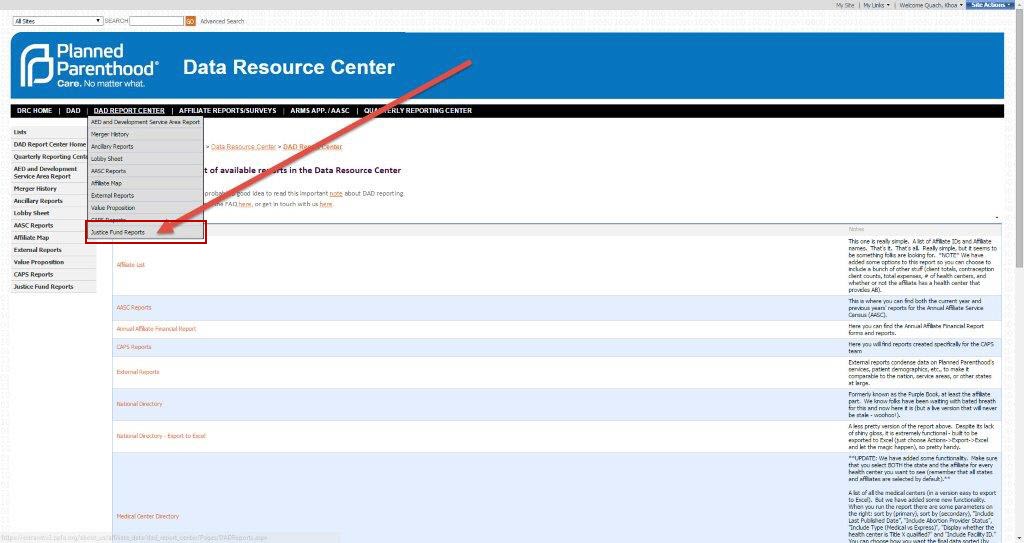 My Site | My Links | Welcome Quach, Khoa Site Actions
All Sites SEARCH GO Advanced Search
Planned
Parenthood®
Care. No matter what.
Data Resource Center
DRC HOME | DAD | DAD REPORT CENTER | AFFILIATE REPORTS/SURVEYS | ARMS APP. / AASC | QUARTERLY REPORTING CENTER
AED and Development Service Area Report
Merger History
Ancillary Reports
Lobby Sheet
AASC Reports
Affiliate Map
External Reports
Value Proposition
CAPS Reports
Justice Fund Reports
Lists
DAD Report Center Home
Quarterly Reporting Cent
AED and Development
Service Area Report
Merger History
Ancillary Reports
Lobby Sheet
AASC Reports
Affiliate Map
External Reports
Value Proposition
CAPS Reports
Justice Fund Reports
> Data Resource Center > DAD Report Center
t of available reports in the Data Resource Center
probably good idea to read this important note about DAD reporting.
the FAQ here, or get in touch with us here.
Notes
Affiliate List
This one is really simple. A list of Affiliate IDs and Affiliate
names. That's it. That's all. Really simple, but it seems to
be something folks are looking for. *NOTE* We have
added some options to this report so you can choose to
include a bunch of other stuff (client totals, contraception
client counts, total expenses, # of health centers, and
whether or not the affiliate has a health center that
provides AB).
AASC Reports
This is where you can find both the current year and
previous years' reports for the Annual Affiliate Service
Census (AASC).
Annual Affiliate Financial Report
Here you can find the Annual Affiliate Financial Report
forms and reports.
CAPS Reports
Here you will find reports created specifically for the CAPS
team
External Reports
External reports condense data on Planned Parenthood's
services, patient demographics, etc., to make it
comparable to the nation, service areas, or other states
at large.
National Directory
Formerly known as the Purple Book, at least the affiliate
part. We know folks have been waiting with bated breath
for this and now here it is (but a live version that will never
be stale - woohoo!).
National Directory - Export to Excel
A less pretty version of the report above. Despite its lack
of shiny gloss, it is extremely functional - built to be
exported to Excel (just choose Actions->Export->Excel
and let the magic happen), so pretty handy.
Medical Center Directory
**UPDATE: We have added some functionality. Make sure
that you select BOTH the state and the affiliate for every
health center you want to see (remember that all states
and affiliates are selected by default).**
A list of all the medical centers (in a version easy to export
to Excel). But we have added some new functionality.
When you run the report there are some parameters on
the right: sort by (primary), sort by (secondary), "Include
Last Published Date", "Include Abortion Provider Status",
"Include Type (Medical vs Express)", "Display whether the
health center is Title X qualified?" and "Include Facility ID."
You can choose how you want the final data sorted (by